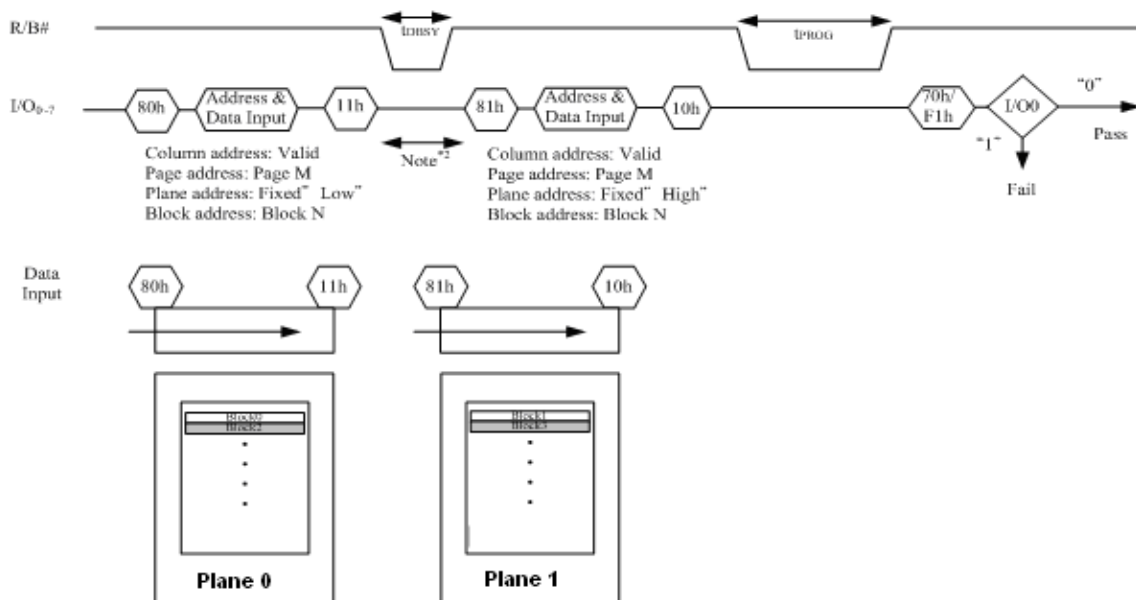 R/B#
tDBSY
tPROG
I/O0-7
80h
Address &
Data Input
11h
81h
Address &
Data Input
10h
70h/
F1h
I/O0
“0”
Pass
“1”
Fail
Note*2
Column address: Valid
Page address: Page M
Plane address: Fixed” Low”
Block address: Block N
Column address: Valid
Page address: Page M
Plane address: Fixed” High”
Block address: Block N
Data
Input
80h
11h
81h
10h
Block0
Block2
Block1
Block3
Plane 0
Plane 1